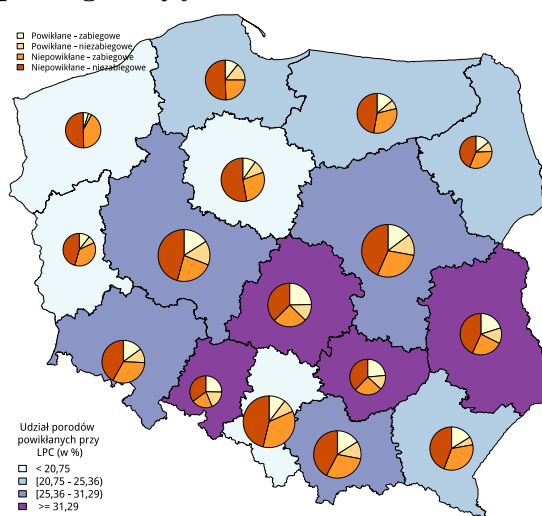 Powikłane - zabiegowe
Powikłane - niezabiegowe
Niepowikłane - zabiegowe
Niepowikłane - niezabiegowe
Udział porodów
powikłanych przy
LPC (w %)
< 20,75
[20,75 - 25,36)
[25,36 - 31,29)
>= 31,29